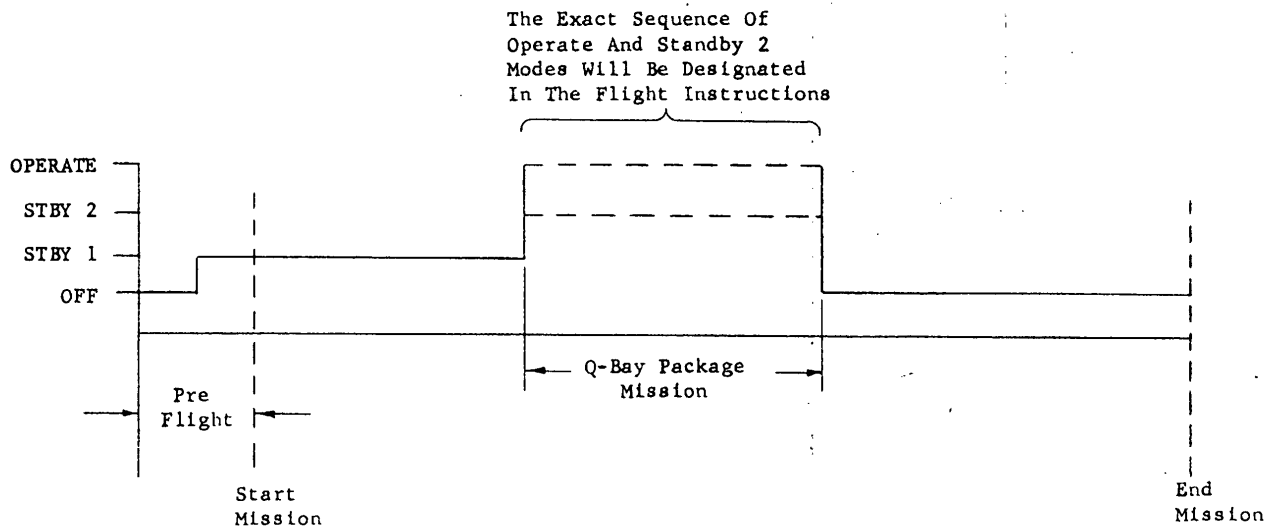 The Exact Sequence Of
Operate And Standby 2
Modes Will Be Designated
In The Flight Instructions
OPERATE
STBY 2
STBY 1
OFF
Q-Bay Package
Mission
Pre
Flight
Start
Mission
End
Mission